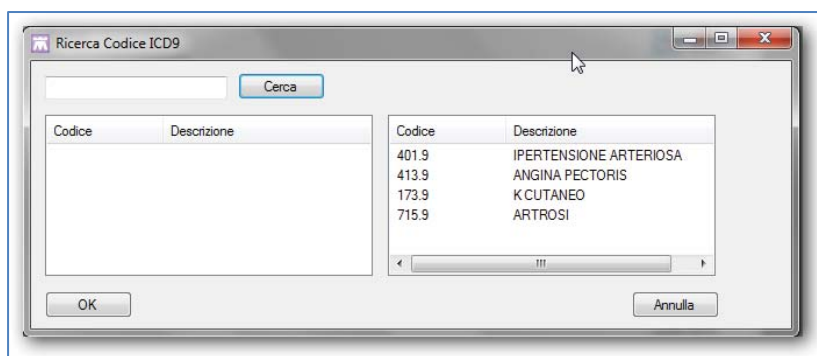 Ricerca Codice ICD9
Cerca
Codice Descrizione
Codice Descrizione
401.9 IPERTENSIONE ARTERIOSA
413.9 ANGINA PECTORIS
173.9 K CUTANEO
715.9 ARTROSI
OK
Annulla